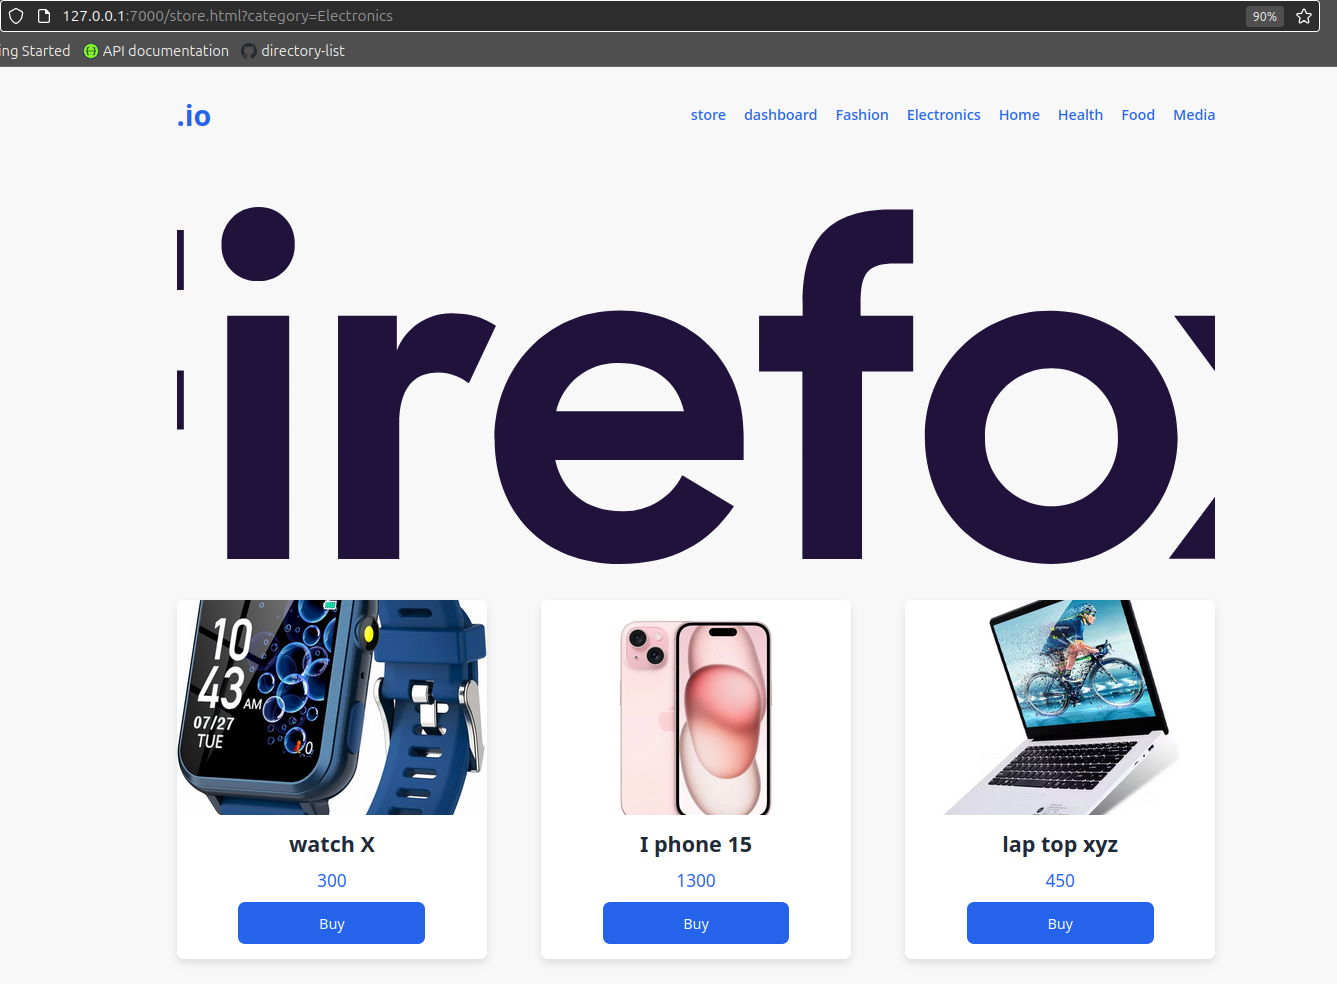 127.0.0.1:7000/store.html?category=Electronics
90%
ing Started
API documentation
directory-list
.io
store dashboard Fashion Electronics Home Health Food Media
irefo
10
43 AM
07/27
TUE
watch X
300
Buy
I phone 15
1300
Buy
lap top xyz
450
Buy